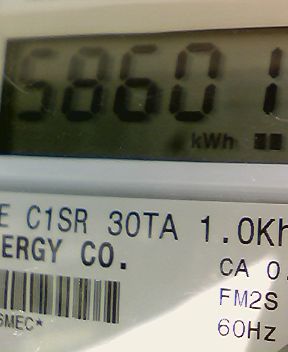 58601
kWh
E C1SR 30TA 1.0Kh
ERGY CO.
CA 0.
FM2S
60Hz
SMEC*